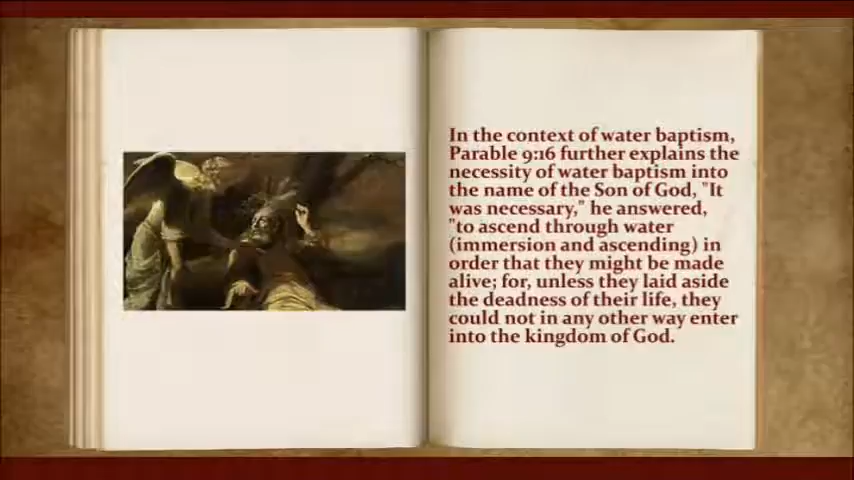 In the context of water baptism,
Parable 9:16 further explains the
necessity of water baptism into
the name of the Son of God, "It
was necessary," he answered,
"to ascend through water
(immersion and ascending) in
order that they might be made
alive; for, unless they laid aside
the deadness of their life, they
could not in any other way enter
into the kingdom of God.